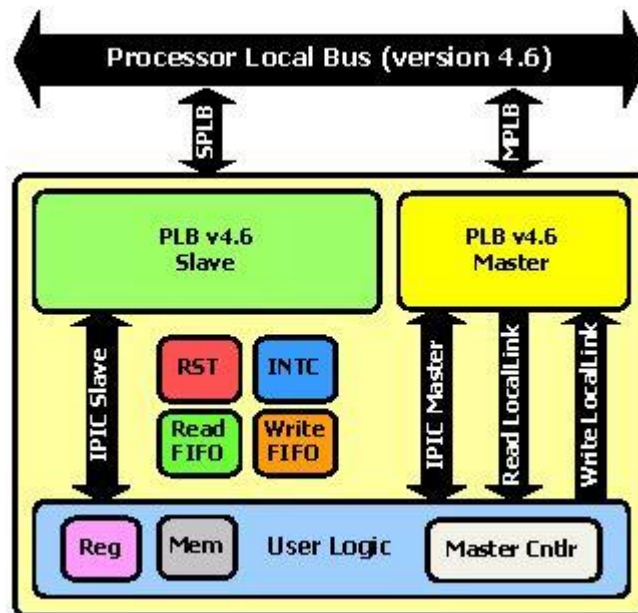 Processor Local Bus (version 4.6)
SPLB
MPLB
PLB v4.6
Slave
PLB v4.6
Master
IPIC Slave
RST
INTC
Read
FIFO
Write
FIFO
IPIC Master
Read LocalLink
Write LocalLink
Reg
Mem
User Logic
Master Cntlr